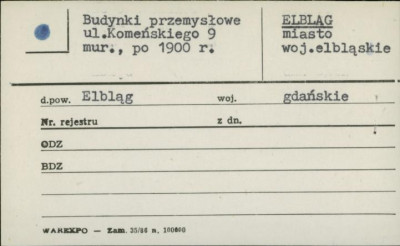 Budynki przemysłowe
ul.Komeńskiego 9
mur., po 1900 r.
ELBLĄG
miasto
woj.elbląskie
d.pow. Elbląg woj. gdańskie
Nr. rejestru z dn.
ODZ
BDZ
WAREXPO — Zam. 35/86 n. 100000